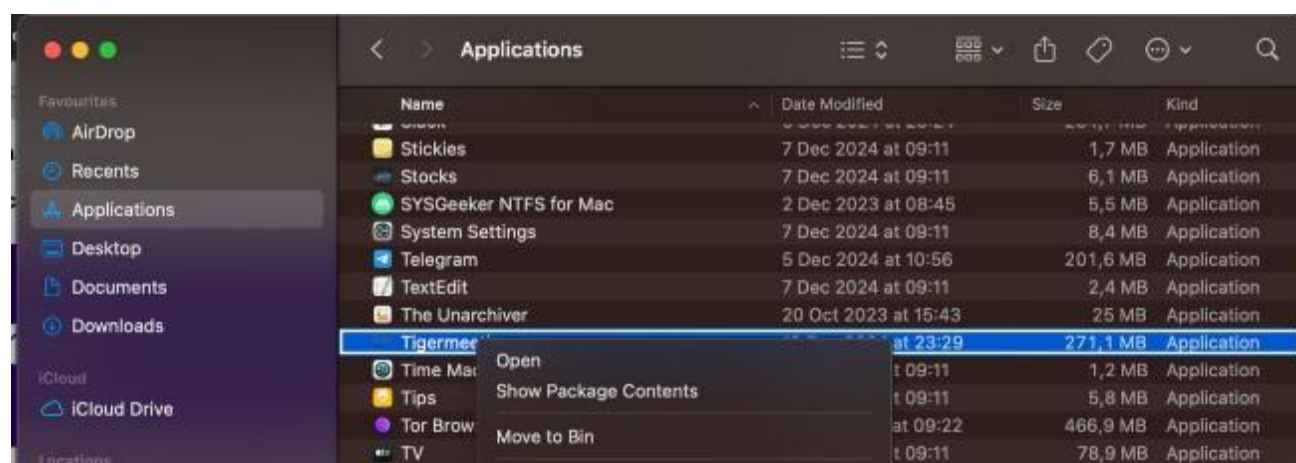 Applications
Favourites
AirDrop
Recents
Applications
Desktop
Documents
Downloads
iCloud
iCloud Drive
Locations
Name Date Modified Size Kind
Stickies 7 Dec 2024 at 09:11 1,7 MB Application
Stocks 7 Dec 2024 at 09:11 6,1 MB Application
SYSGeeker NTFS for Mac 2 Dec 2023 at 08:45 5,5 MB Application
System Settings 7 Dec 2024 at 09:11 8,4 MB Application
Telegram 5 Dec 2024 at 10:56 201,6 MB Application
TextEdit 7 Dec 2024 at 09:11 2,4 MB Application
The Unarchiver 20 Oct 2023 at 15:43 25 MB Application
Tigermee at 23:29 271,1 MB Application
Time Mac 09:11 1,2 MB Application
Tips 09:11 5,8 MB Application
Tor Brow at 09:22 466,9 MB Application
TV 09:11 78,9 MB Application
Open
Show Package Contents
Move to Bin